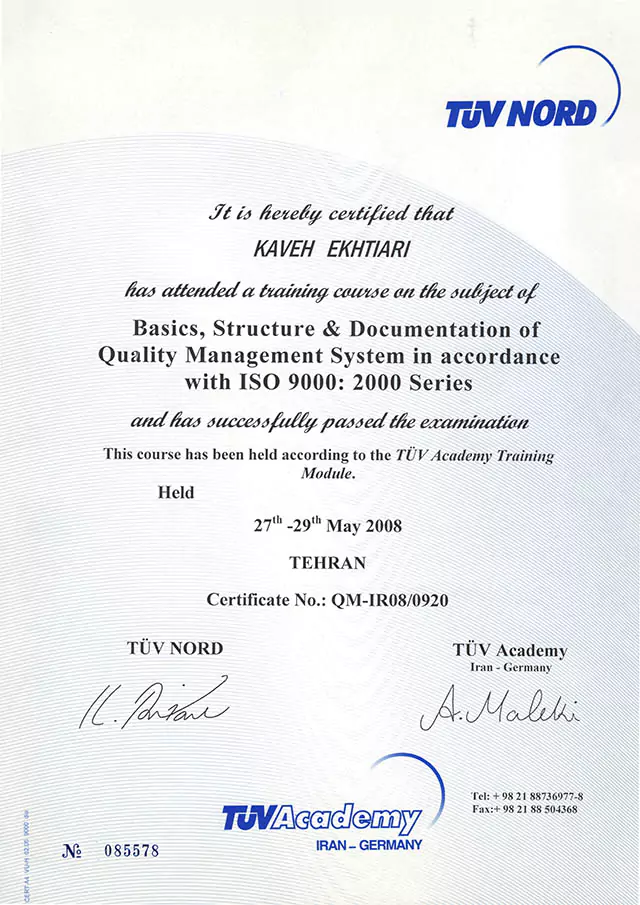 TÜV NORD
It is hereby certified that
KAVEH EKHTIARI
has attended a training course on the subject of
Basics, Structure & Documentation of
Quality Management System in accordance
with ISO 9000: 2000 Series
and has successfully passed the examination
This course has been held according to the TÜV Academy Training
Module.
Held
27th -29th May 2008
TEHRAN
Certificate No.: QM-IR08/0920
TÜV NORD
TÜV Academy
Iran - Germany
A. Maleki
Tel: + 98 21 88736977-8
Fax:+ 98 21 88 504368
TÜVAcademy
IRAN – GERMANY
№ 085578